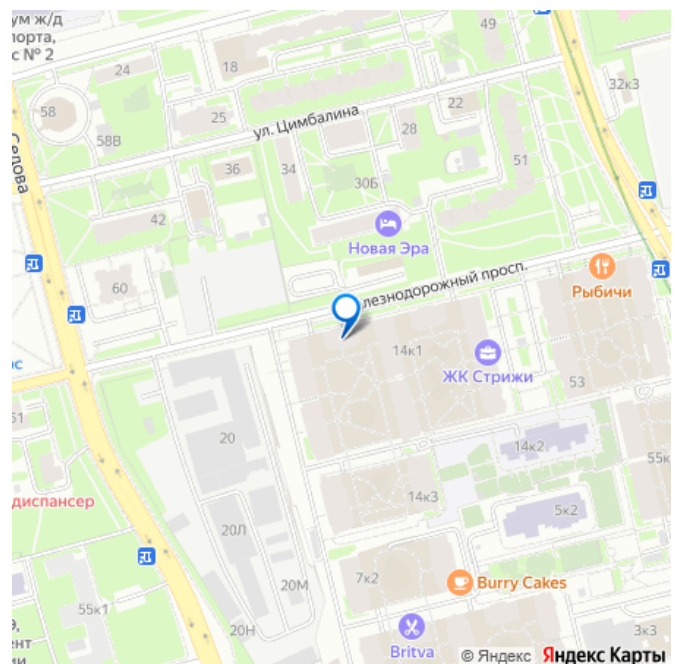 ум ж/д
порта,
с № 2
24
18
49
22
32к3
58
25
ул. Цимбалина
28
58В
Седова
36
34
51
30Б
42
Новая Эра
железнодорожный просп.
60
Рыбичи
14к1
ЖК Стрижи
53
51
20
14к2
55к
диспансер
14к3
5к2
20Л
7к2
Burry Cakes
20М
55к1
20Н
Britva
3к3
© Яндекс Яндекс Карты